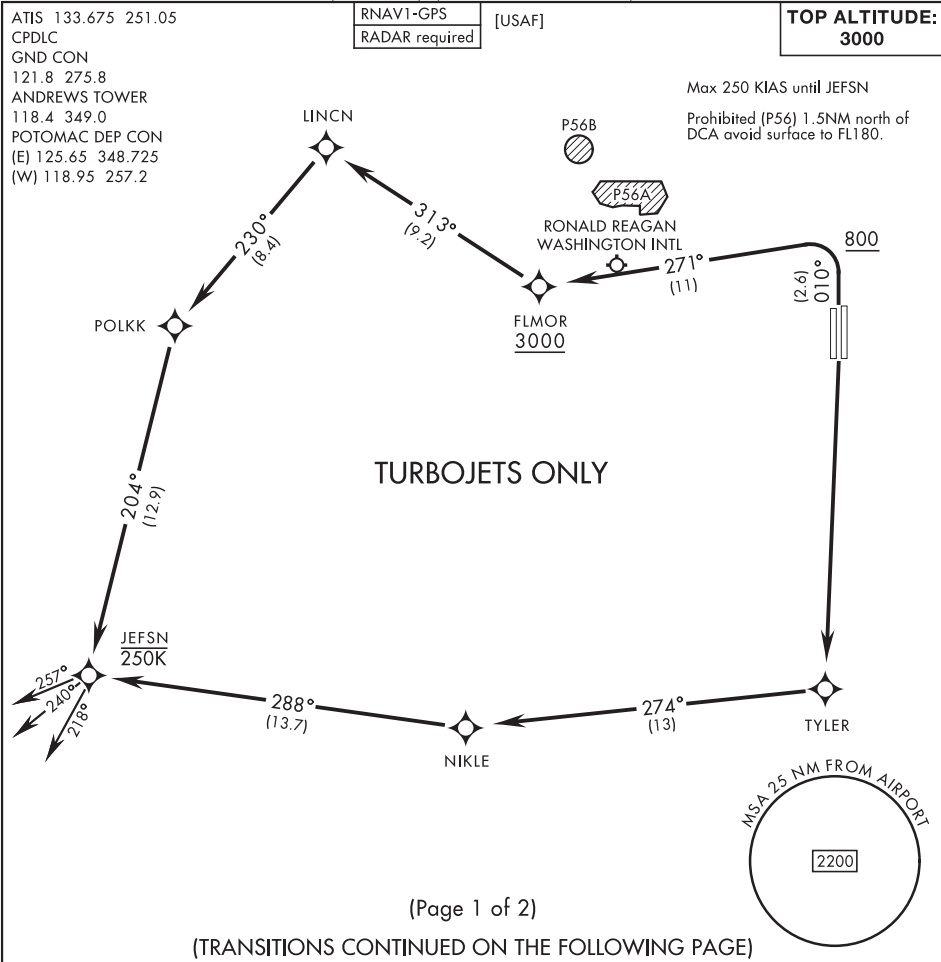 ATIS 133.675 251.05
CPDLC
GND CON
121.8 275.8
ANDREWS TOWER
118.4 349.0
POTOMAC DEP CON
(E) 125.65 348.725
(W) 118.95 257.2
RNAV1-GPS
RADAR required
[USAF]
TOP ALTITUDE:
3000
Max 250 KIAS until JEFSN
Prohibited (P56) 1.5NM north of
DCA avoid surface to FL180.
LINCN
P56B
P56A
313°
(9.2)
230°
(8.4)
RONALD REAGAN
WASHINGTON INTL
271°
(11)
800
010°
(2.6)
FLMOR
3000
POLKK
TURBOJETS ONLY
204°
(12.9)
JEFSN
250K
257°
240°
218°
288°
(13.7)
NIKLE
274°
(13)
TYLER
MSA 25 NM FROM AIRPORT
2200
(Page 1 of 2)
(TRANSITIONS CONTINUED ON THE FOLLOWING PAGE)